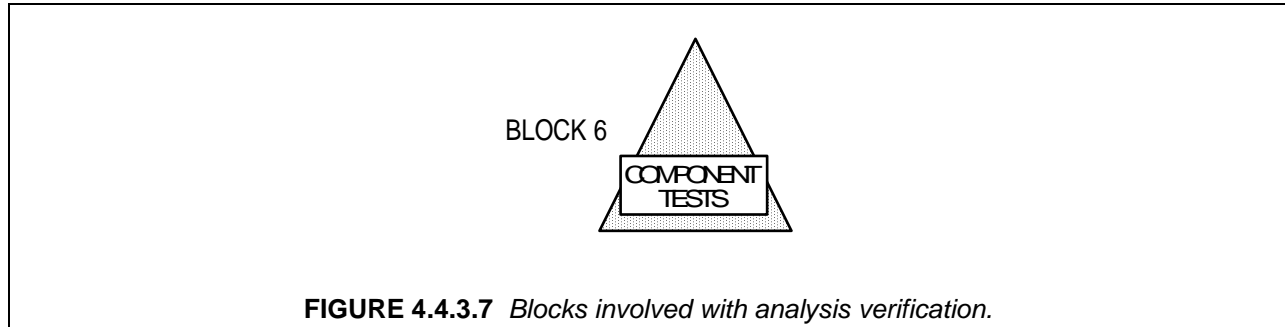 BLOCK 6
COMPONENT
TESTS
FIGURE 4.4.3.7 Blocks involved with analysis verification.